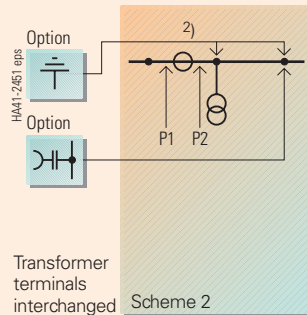 Option
2)
HA41-2451 eps
Option
P1 P2
Transformer
terminals
interchanged
Scheme 2